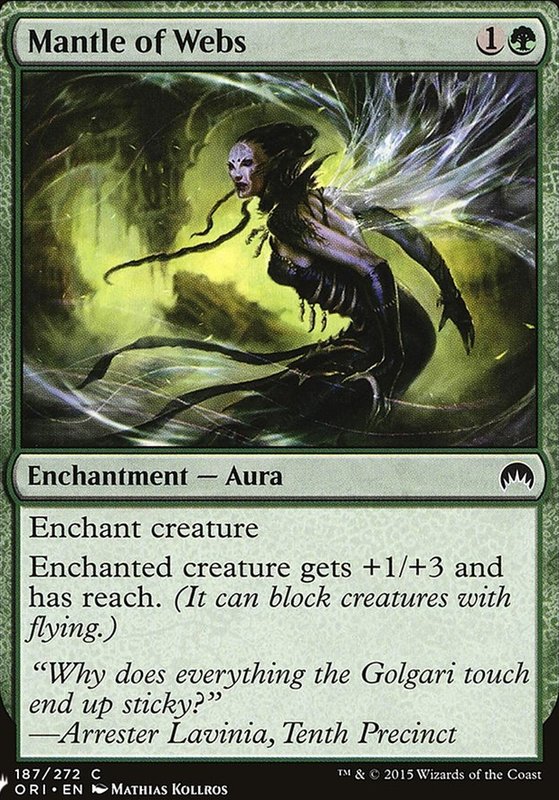 Mantle of Webs 1
Enchantment — Aura
Enchant creature
Enchanted creature gets +1/+3 and
has reach. (It can block creatures with
flying.)
“Why does everything the Golgari touch
end up sticky?”
—Arrester Lavinia, Tenth Precinct
187/272 C
ORI • EN Mathias Kollros
™ & © 2015 Wizards of the Coast